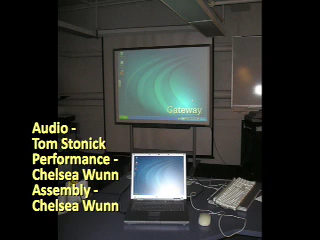 Gateway
Audio -
Tom Stonick
Performance -
Chelsea Wunn
Assembly -
Chelsea Wunn